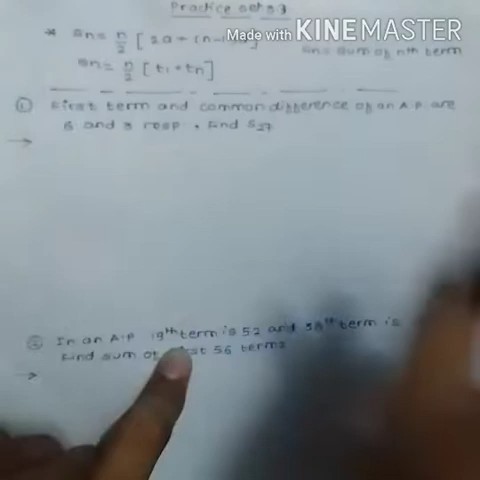 Practice set 3.3
Made with KINEMASTER
* Sn= n/2 [2a + (n-1)d]
Sn= sum of nth term
Sn= n/2 [t1 + tn]
① First term and common difference of an A.P are
6 and 3 resp . Find S27
→
② In an A.P 19th term is 52 and 38th term is
Find sum of first 56 terms
→